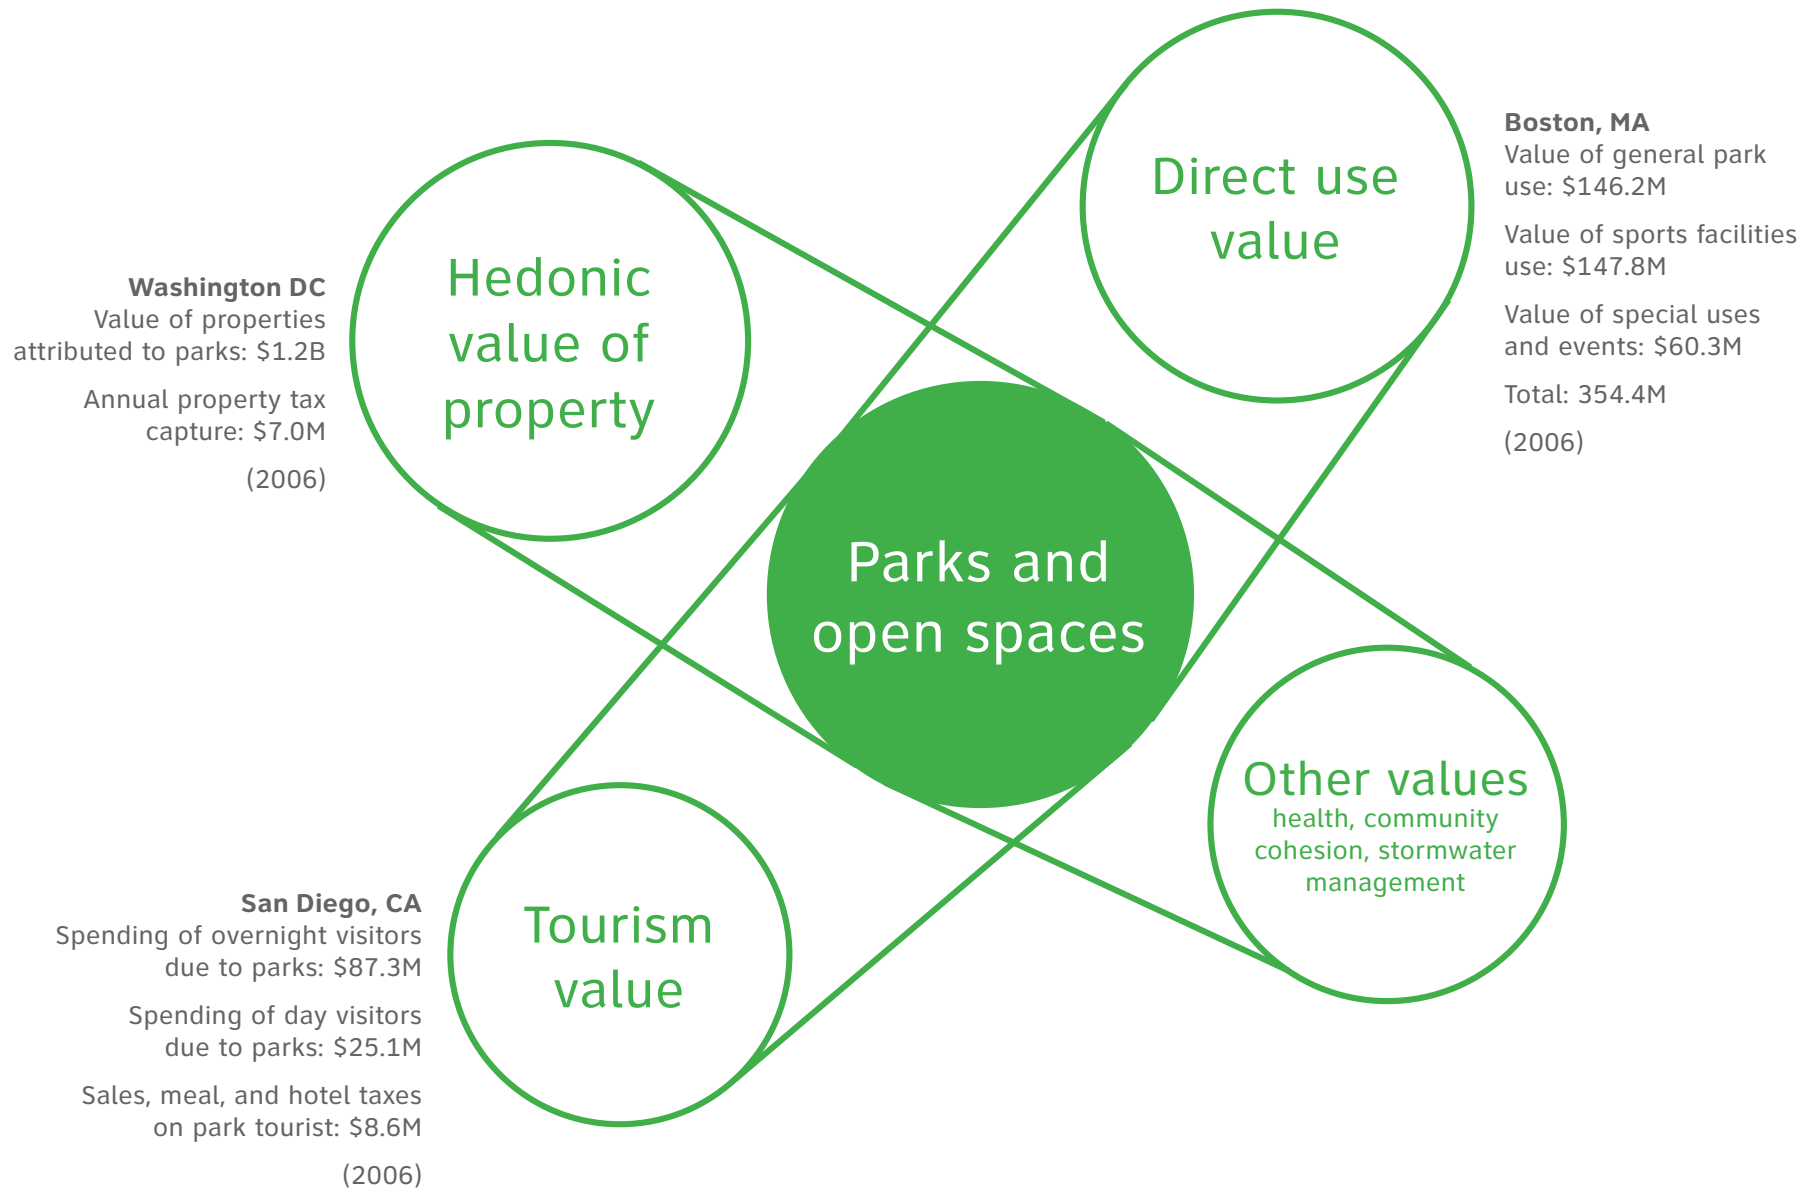 Direct use
value
Boston, MA
Value of general park
use: $146.2M
Value of sports facilities
use: $147.8M
Value of special uses
and events: $60.3M
Total: 354.4M
(2006)
Hedonic
value of
property
Washington DC
Value of properties
attributed to parks: $1.2B
Annual property tax
capture: $7.0M
(2006)
Parks and
open spaces
Other values
health, community
cohesion, stormwater
management
Tourism
value
San Diego, CA
Spending of overnight visitors
due to parks: $87.3M
Spending of day visitors
due to parks: $25.1M
Sales, meal, and hotel taxes
on park tourist: $8.6M
(2006)